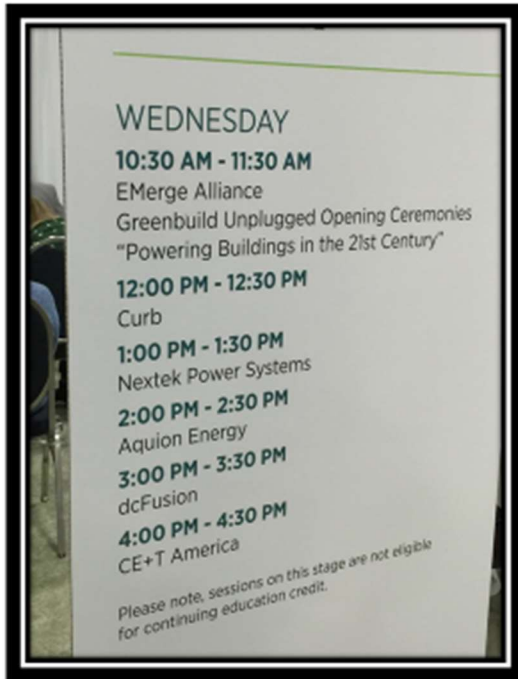 WEDNESDAY
10:30 AM - 11:30 AM
EMerge Alliance
Greenbuild Unplugged Opening Ceremonies
"Powering Buildings in the 21st Century"
12:00 PM - 12:30 PM
Curb
1:00 PM - 1:30 PM
Nextek Power Systems
2:00 PM - 2:30 PM
Aquion Energy
3:00 PM - 3:30 PM
dcFusion
4:00 PM - 4:30 PM
CE+T America
Please note, sessions on this stage are not eligible
for continuing education credit.